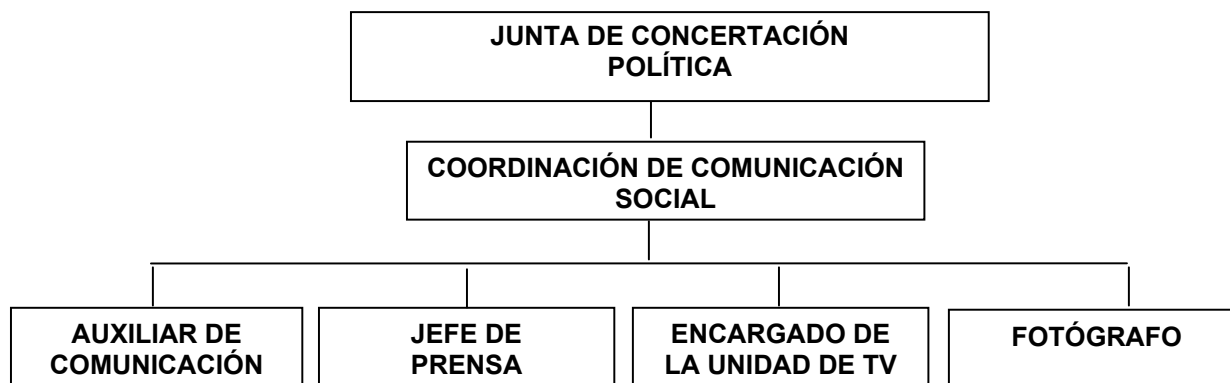 JUNTA DE CONCERTACIÓN
POLÍTICA
COORDINACIÓN DE COMUNICACIÓN
SOCIAL
AUXILIAR DE
COMUNICACIÓN
JEFE DE
PRENSA
ENCARGADO DE
LA UNIDAD DE TV
FOTÓGRAFO